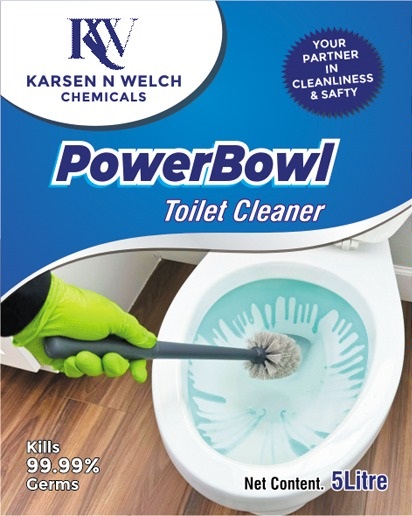 KW
KARSEN N WELCH
CHEMICALS
YOUR
PARTNER
IN
CLEANLINESS
& SAFTY
PowerBowl
Toilet Cleaner
Kills
99.99%
Germs
Net Content. 5Litre